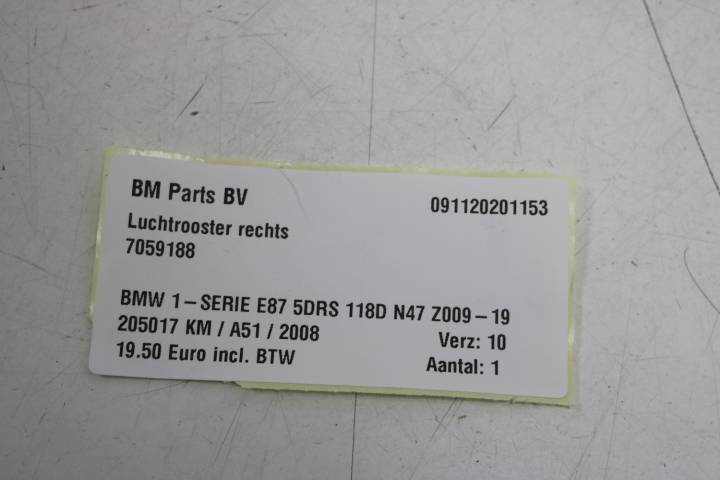 BM Parts BV 091120201153
Luchtrooster rechts
7059188
BMW 1-SERIE E87 5DRS 118D N47 Z009-19
205017 KM / A51 / 2008 Verz: 10
19.50 Euro incl. BTW Aantal: 1